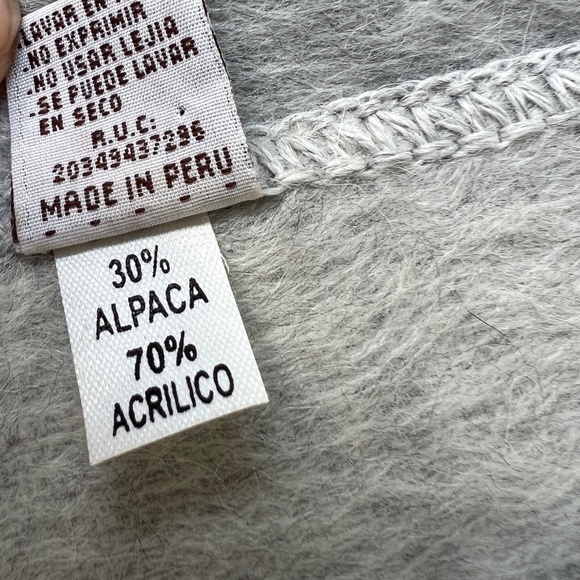 LAVAR EN
-NO EXPRIMIR
-NO USAR LEJIA
-SE PUEDE LAVAR
EN SECO
R.U.C.
20343437296
MADE IN PERU
30%
ALPACA
70%
ACRILICO